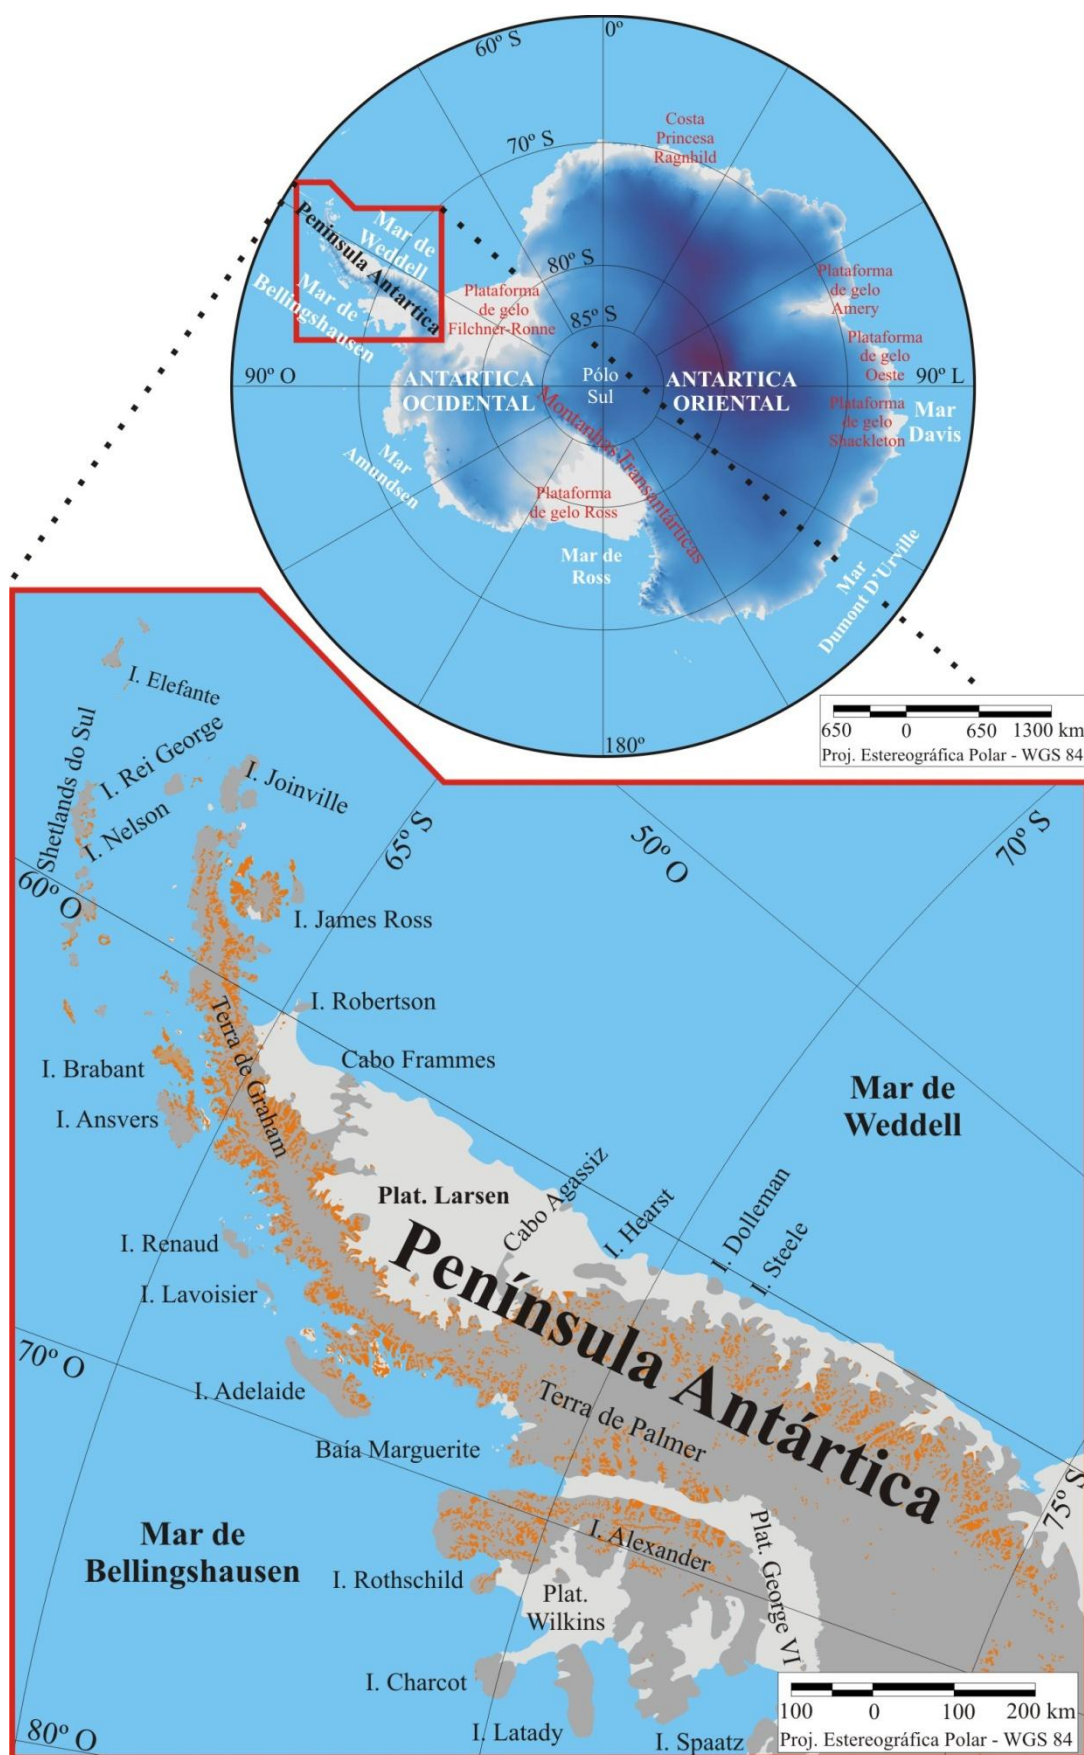 60º S
0º
70º S
Costa
Princesa
Ragnhild
Mar de
Weddell
Península Antartica
Mar de
Bellingshausen
80º S
Plataforma
de gelo
Filchner-Ronne
85º S
Plataforma
de gelo
Amery
Plataforma
de gelo
Oeste
90º O
ANTARTICA
OCIDENTAL
Pólo
Sul
ANTARTICA
ORIENTAL
90º L
Plataforma
de gelo
Shackleton
Mar
Davis
Mar
Amundsen
Montanhas Transantárticas
Plataforma
de gelo Ross
Mar de
Ross
Mar
Dumont D'Urville
180º
650 0 650 1300 km
Proj. Estereográfica Polar - WGS 84
I. Elefante
Shetlands do Sul
I. Rei George
I. Joinville
I. Nelson
65º S
50º O
70º S
60º O
I. James Ross
I. Robertson
Terra de Graham
Cabo Frammes
I. Brabant
I. Ansvers
Mar de
Weddell
Plat. Larsen
Cabo Agassiz
I. Hearst
I. Dolleman
I. Steele
Península Antártica
I. Renaud
I. Lavoisier
70º O
I. Adelaide
Terra de Palmer
Baía Marguerite
75º S
Mar de
Bellingshausen
I. Alexander
Plat. George VI
I. Rothschild
Plat.
Wilkins
I. Charcot
I. Latady
I. Spaatz
80º O
100 0 100 200 km
Proj. Estereográfica Polar - WGS 84